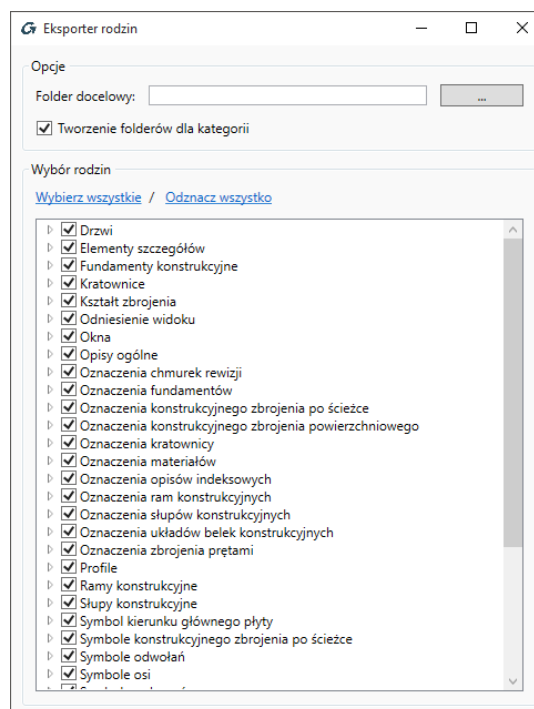 Eksporter rodzin
Opcje
Folder docelowy:
...
Tworzenie folderów dla kategorii
Wybór rodzin
Wybierz wszystkie / Odznacz wszystko
Drzwi
Elementy szczegółów
Fundamenty konstrukcyjne
Kratownice
Kształt zbrojenia
Odniesienie widoku
Okna
Opisy ogólne
Oznaczenia chmurek rewizji
Oznaczenia fundamentów
Oznaczenia konstrukcyjnego zbrojenia po ścieżce
Oznaczenia konstrukcyjnego zbrojenia powierzchniowego
Oznaczenia kratownicy
Oznaczenia materiałów
Oznaczenia opisów indeksowych
Oznaczenia ram konstrukcyjnych
Oznaczenia słupów konstrukcyjnych
Oznaczenia układów belek konstrukcyjnych
Oznaczenia zbrojenia prętami
Profile
Ramy konstrukcyjne
Słupy konstrukcyjne
Symbol kierunku głównego płyty
Symbole konstrukcyjnego zbrojenia po ścieżce
Symbole odwołań
Symbole osi